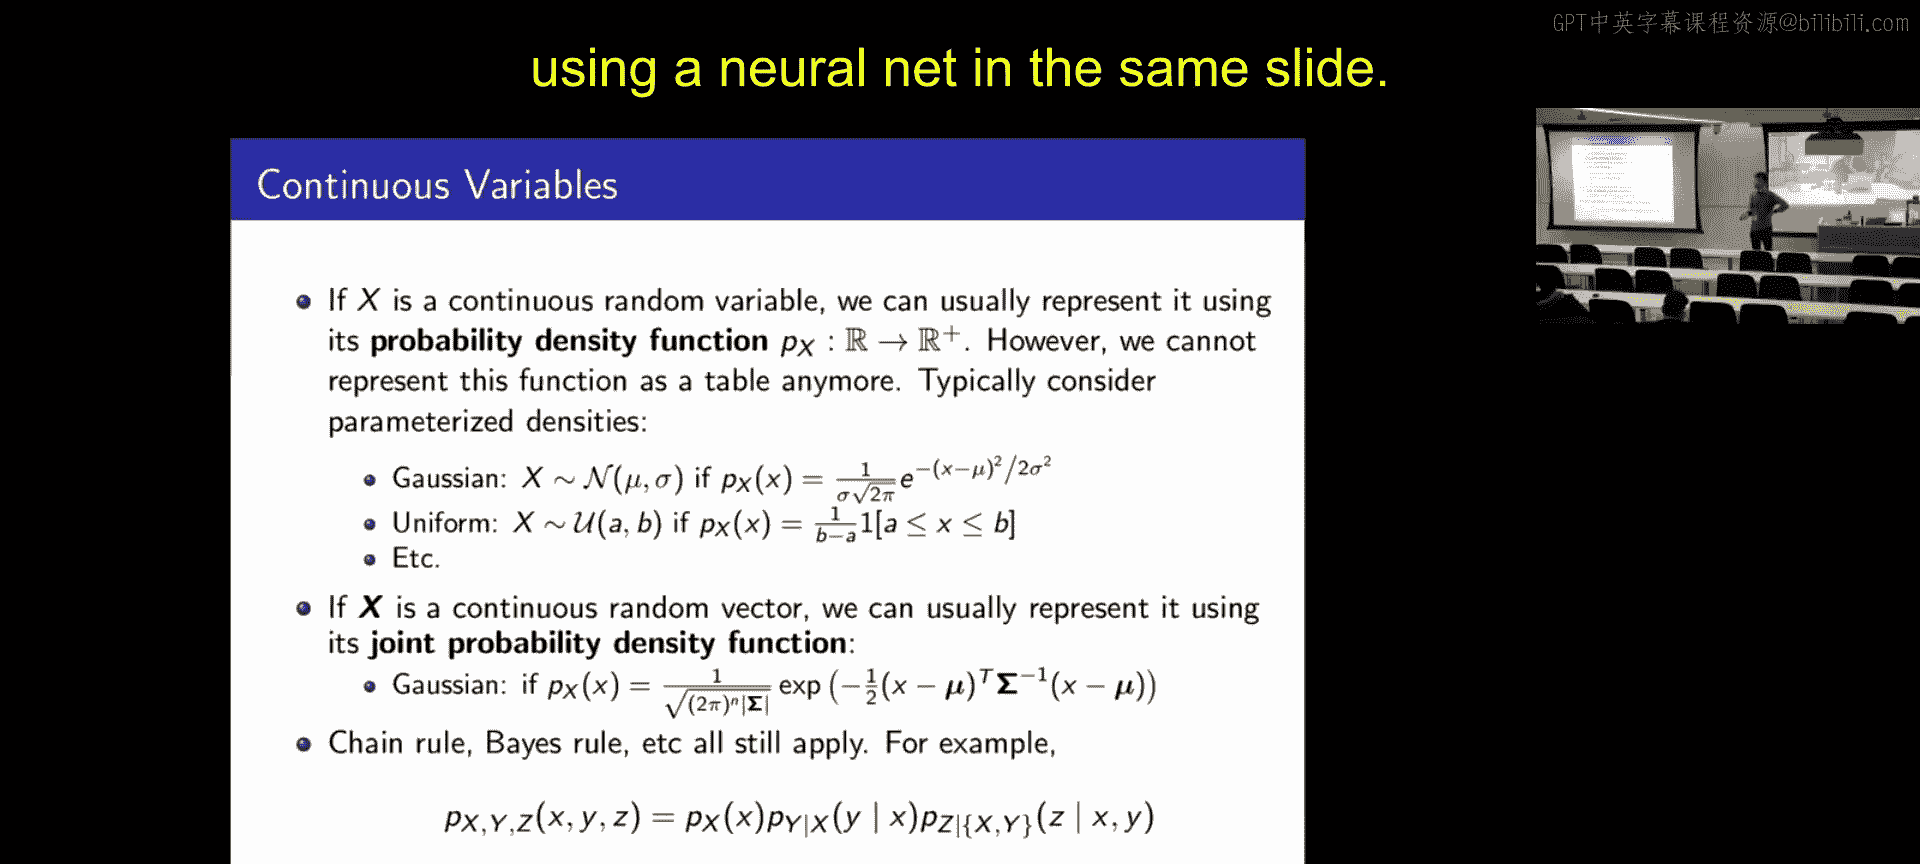 GPT中英字幕课程资源@bilibili.com
using a neural net in the same slide.
Continuous Variables
If X is a continuous random variable, we can usually represent it using
its probability density function p_X : ℝ → ℝ⁺. However, we cannot
represent this function as a table anymore. Typically consider
parameterized densities:
Gaussian: X ∼ 𝒩(μ, σ) if p_X(x) = 1/(σ√(2π)) e^{−(x−μ)²/2σ²}
Uniform: X ∼ 𝒰(a, b) if p_X(x) = 1/(b−a) 1[a ≤ x ≤ b]
Etc.
If X is a continuous random vector, we can usually represent it using
its joint probability density function:
Gaussian: if p_X(x) = 1/√((2π)ⁿ|Σ|) exp (−½(x − μ)ᵀΣ⁻¹(x − μ))
Chain rule, Bayes rule, etc all still apply. For example,
p_{X,Y,Z}(x, y, z) = p_X(x)p_{Y|X}(y | x)p_{Z|{X,Y}}(z | x, y)